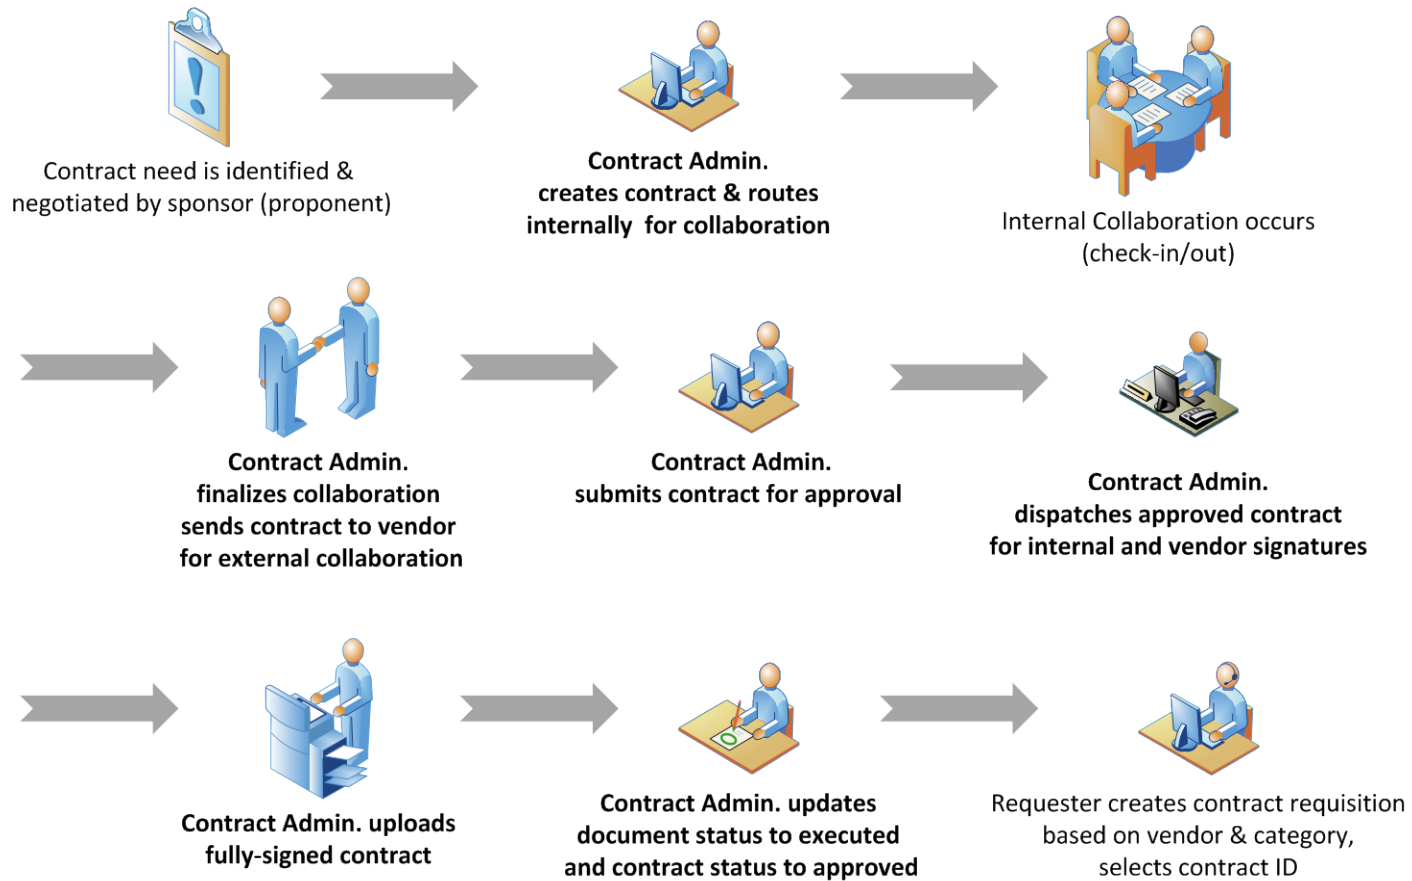 Contract need is identified &
negotiated by sponsor (proponent)
Contract Admin.
creates contract & routes
internally  for collaboration
Internal Collaboration occurs
(check-in/out)
Contract Admin.
finalizes collaboration
sends contract to vendor
for external collaboration
Contract Admin.
submits contract for approval
Contract Admin.
dispatches approved contract
for internal and vendor signatures
Contract Admin. uploads
fully-signed contract
Contract Admin. updates
document status to executed
and contract status to approved
Requester creates contract requisition
based on vendor & category,
selects contract ID